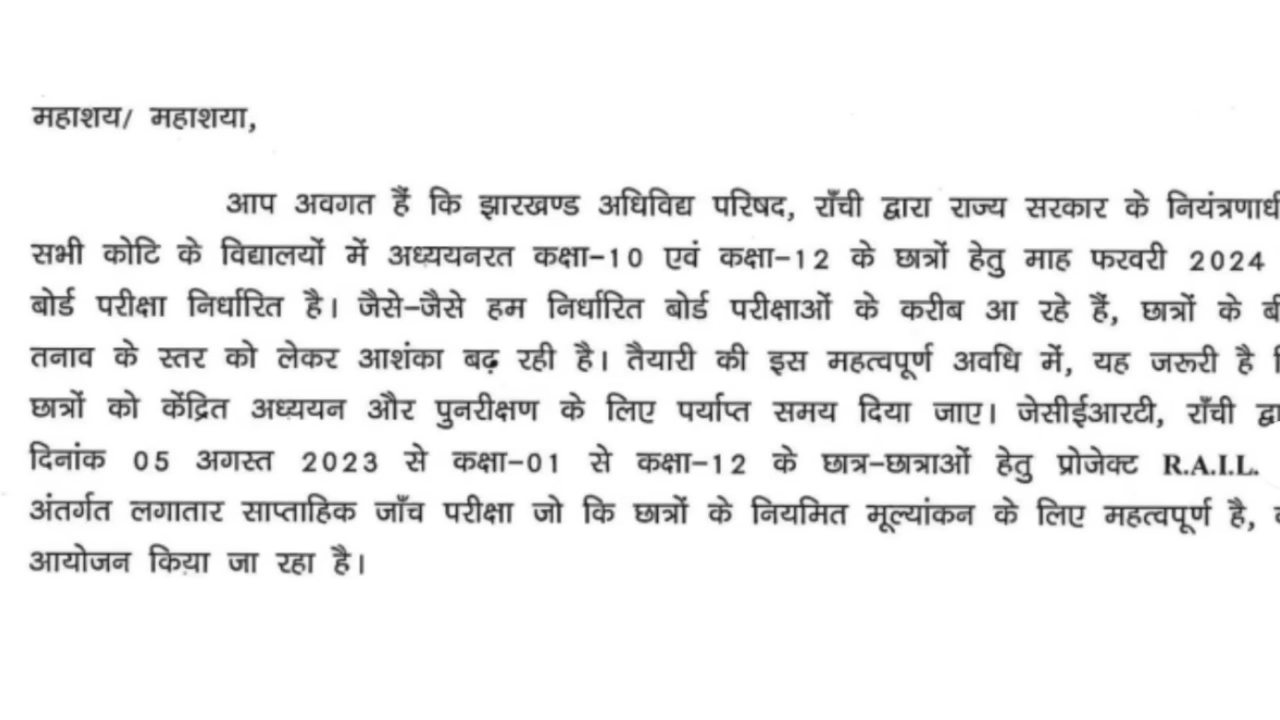 महाशय/ महाशया,
आप अवगत हैं कि झारखण्ड अधिविद्य परिषद, राँची द्वारा राज्य सरकार के
सभी कोटि के विद्यालयों में अध्ययनरत कक्षा-10 एवं कक्षा-12 के छात्रों हेतु माह फरवरी 2024
बोर्ड परीक्षा निर्धारित है। जैसे-जैसे हम निर्धारित बोर्ड परीक्षाओं के करीब आ रहे हैं, छात्रों के
तनाव के स्तर को लेकर आशंका बढ़ रही है। तैयारी की इस महत्वपूर्ण अवधि में, यह जरूरी है
छात्रों को केंद्रित अध्ययन और पुनरीक्षण के लिए पर्याप्त समय दिया जाए। जेसीईआरटी, राँची
दिनांक 05 अगस्त 2023 से कक्षा-01 से कक्षा-12 के छात्र-छात्राओं हेतु प्रोजेक्ट R.A.I.L.
अंतर्गत लगातार साप्ताहिक जाँच परीक्षा जो कि छात्रों के नियमित मूल्यांकन के लिए महत्वपूर्ण है,
आयोजन किया जा रहा है।